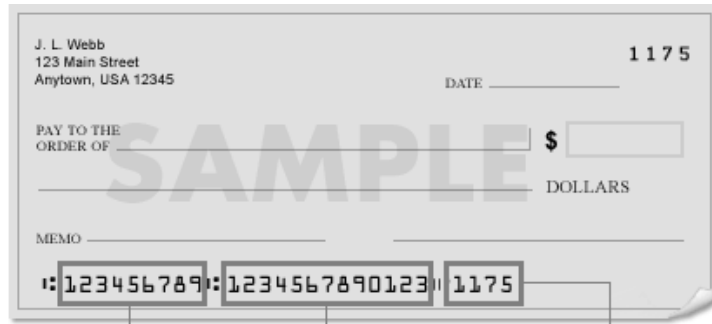 J. L. Webb
1175
123 Main Street
Anytown, USA 12345
DATE
PAY TO THE
ORDER OF
$
SAMPLE
DOLLARS
MEMO
⑆123456789⑆1234567890123⑈1175